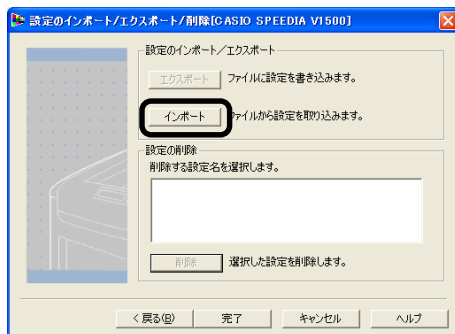 設定のインポート/エクスポート/削除[CASIO SPEEDIA V1500]
設定のインポート/エクスポート
エクスポート ファイルに設定を書き込みます。
インポート ファイルから設定を取り込みます。
設定の削除
削除する設定名を選択します。
削除 選択した設定を削除します。
< 戻る(B) 完了 キャンセル ヘルプ